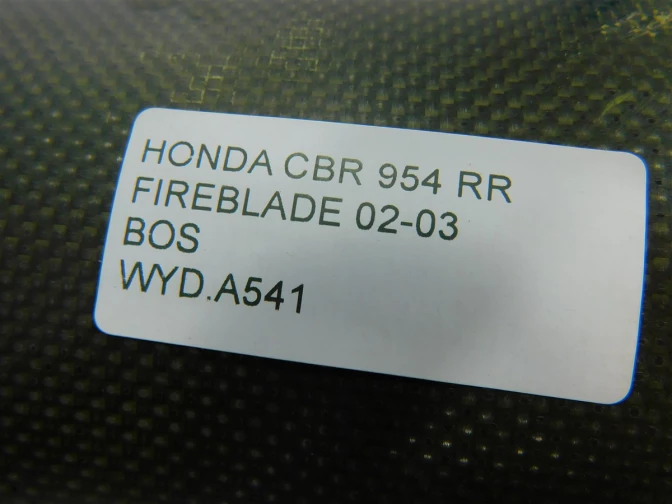 HONDA CBR 954 RR
FIREBLADE 02-03
BOS
WYD.A541